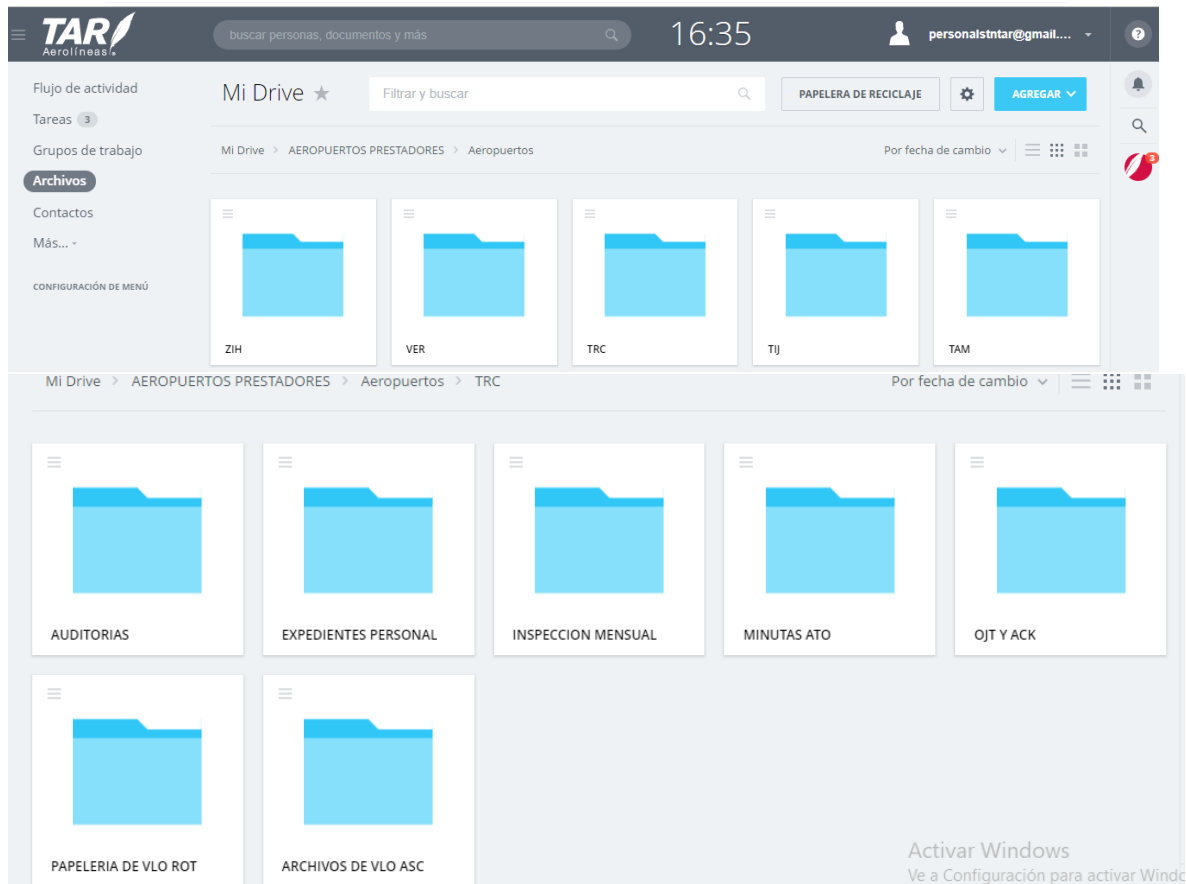 TAR
Aerolíneas
buscar personas, documentos y más
16:35
personalstntar@gmail....
?
Flujo de actividad
Tareas 3
Grupos de trabajo
Archivos
Contactos
Más...
CONFIGURACIÓN DE MENÚ
Mi Drive
Filtrar y buscar
PAPELERA DE RECICLAJE
AGREGAR
3
Mi Drive > AEROPUERTOS PRESTADORES > Aeropuertos
Por fecha de cambio
ZIH
VER
TRC
TIJ
TAM
Mi Drive > AEROPUERTOS PRESTADORES > Aeropuertos > TRC
Por fecha de cambio
AUDITORIAS
EXPEDIENTES PERSONAL
INSPECCION MENSUAL
MINUTAS ATO
OJT Y ACK
PAPELERIA DE VLO ROT
ARCHIVOS DE VLO ASC
Activar Windows
Ve a Configuración para activar Windo